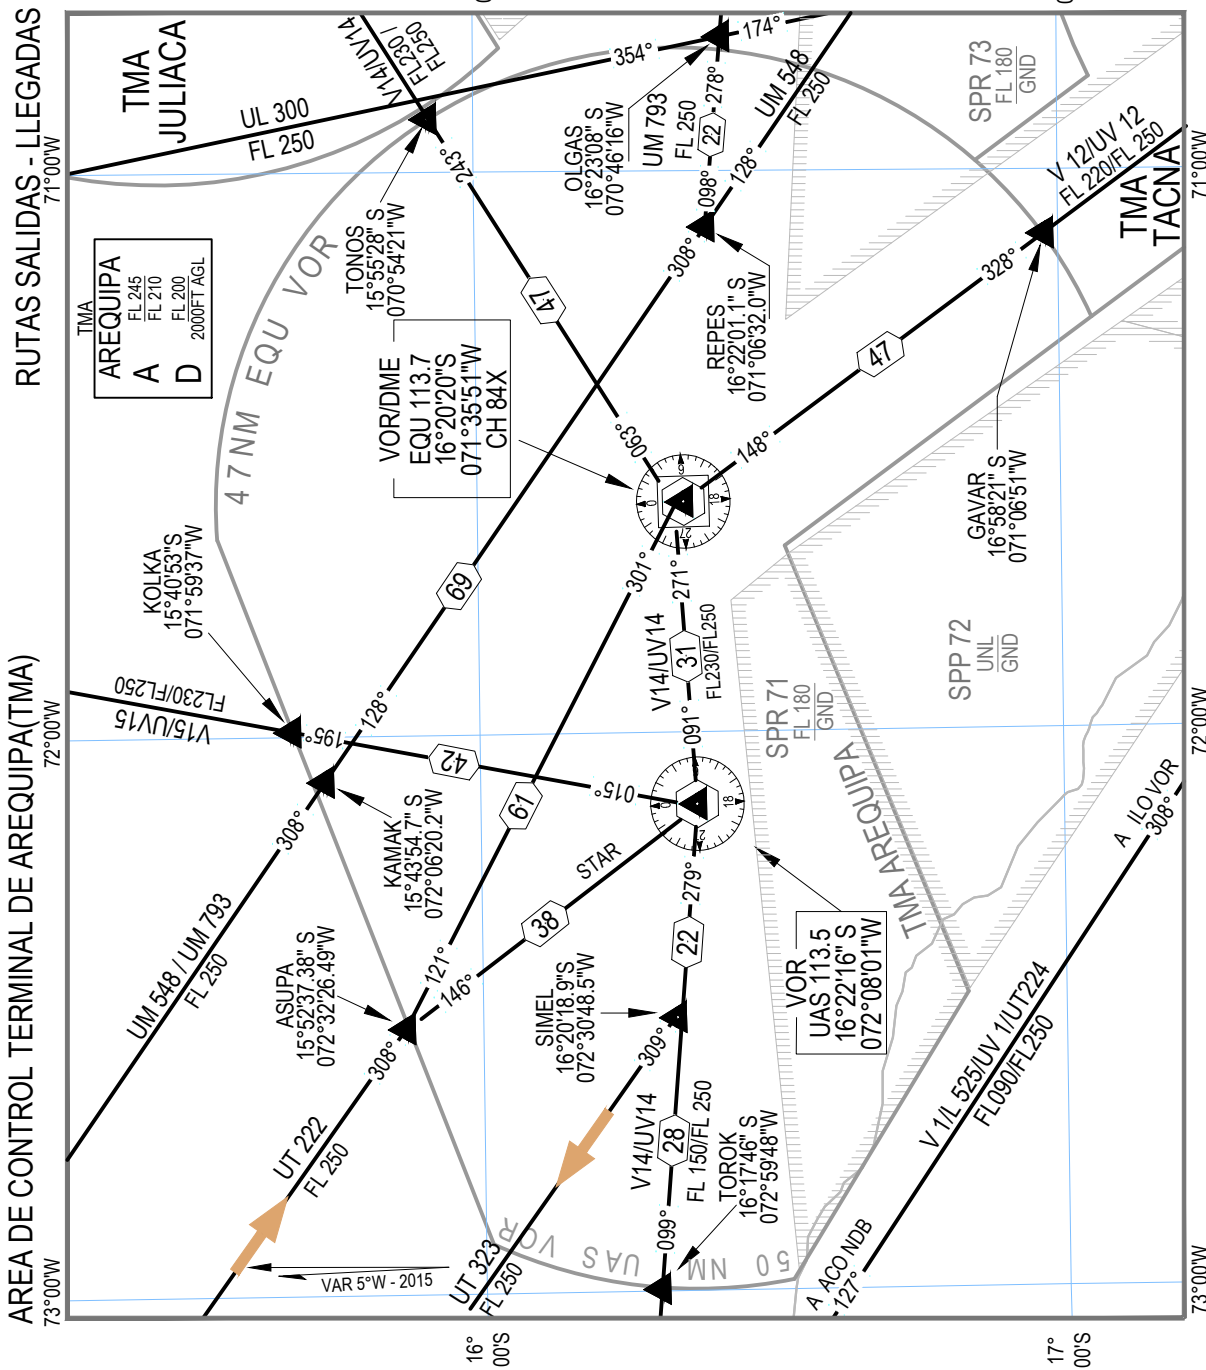 AREA DE CONTROL TERMINAL DE AREQUIPA(TMA)
RUTAS SALIDAS - LLEGADAS
73°00'W
72°00'W
71°00'W
TMA
JULIACA
UL 300
FL 250
354°
174°
V14/UV14
FL230 /
FL250
243°
TMA
AREQUIPA
A
FL 245
FL 210
D
FL 200
2000FT AGL
47 NM EQU VOR
TONOS
15°55'28" S
070°54'21"W
OLGAS
16°23'08" S
070°46'16"W
UM 793
FL 250
278°
22
098°
UM 548
FL 250
128°
308°
SPR 73
FL 180
GND
V 12/UV 12
FL 220/FL 250
TMA
TACNA
328°
47
REPES
16°22'01.1" S
071°06'32.0"W
47
148°
063°
VOR/DME
EQU 113.7
16°20'20"S
071°35'51"W
CH 84X
0
9
18
27
GAVAR
16°58'21" S
071°06'51"W
KOLKA
15°40'53"S
071°59'37"W
69
301°
271°
V14/UV14
31
FL230/FL250
091°
V15/UV15
FL230/FL250
195°
128°
42
61
015°
0
18
SPR 71
FL 180
GND
SPP 72
UNL
GND
TMA AREQUIPA
308°
KAMAK
15°43'54.7" S
072°06'20.2"W
UM 548 / UM 793
FL 250
STAR
38
279°
22
VOR
UAS 113.5
16°22'16" S
072°08'01"W
ASUPA
15°52'37.38" S
072°32'26.49"W
121°
146°
308°
SIMEL
16°20'18.9"S
072°30'48.5"W
309°
UT 222
FL 250
V14/UV14
28
FL 150/FL 250
TOROK
16°17'46" S
072°59'48"W
099°
UT 323
FL 250
50 NM UAS VOR
VAR 5°W - 2015
V 1/L 525/UV 1/UT224
FL090/FL250
A ILO VOR
308°
A ACO NDB
127°
73°00'W
72°00'W
71°00'W
16°
00'S
17°
00'S